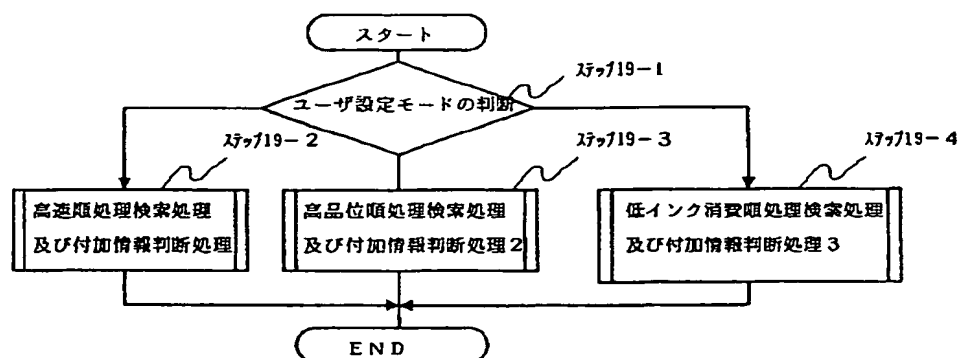 スタート
ステップ19-1
ユーザ設定モードの判断
ステップ19-2
ステップ19-3
ステップ19-4
高速順処理検索処理
及び付加情報判断処理
高品位順処理検索処理
及び付加情報判断処理2
低インク消費順処理検索処理
及び付加情報判断処理3
END